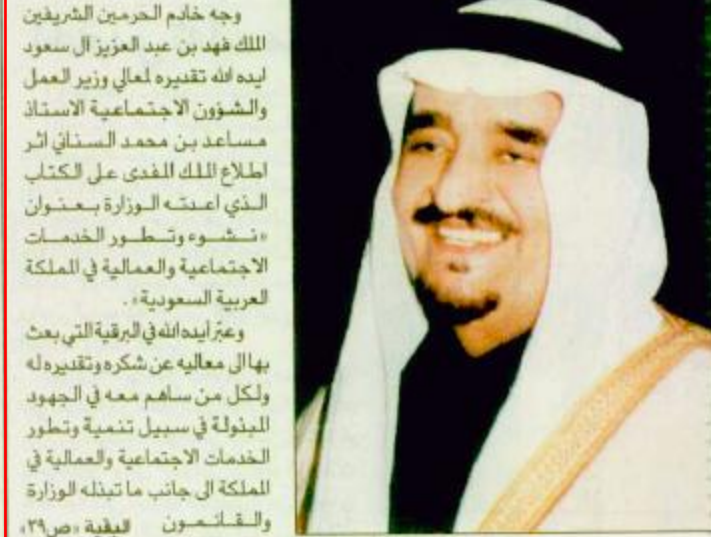 وجه خادم الحرمين الشريفين
الملك فهد بن عبد العزيز آل سعود
ايده الله تقديره لمعالي وزير العمل
والشؤون الاجتماعية الاستاذ
مساعد بن محمد السناني اثر
اطلاع الملك المفدى على الكتاب
الذي اعدته الوزارة بعنوان
«نشوء وتطور الخدمات
الاجتماعية والعمالية في المملكة
العربية السعودية».
وعبّر أيده الله في البرقية التي بعث
بها الى معاليه عن شكره وتقديره له
ولكل من ساهم معه في الجهود
المبذولة في سبيل تنمية وتطور
الخدمات الاجتماعية والعمالية في
المملكة الى جانب ما تبذله الوزارة
والقائمون البقية «ص٣٩»